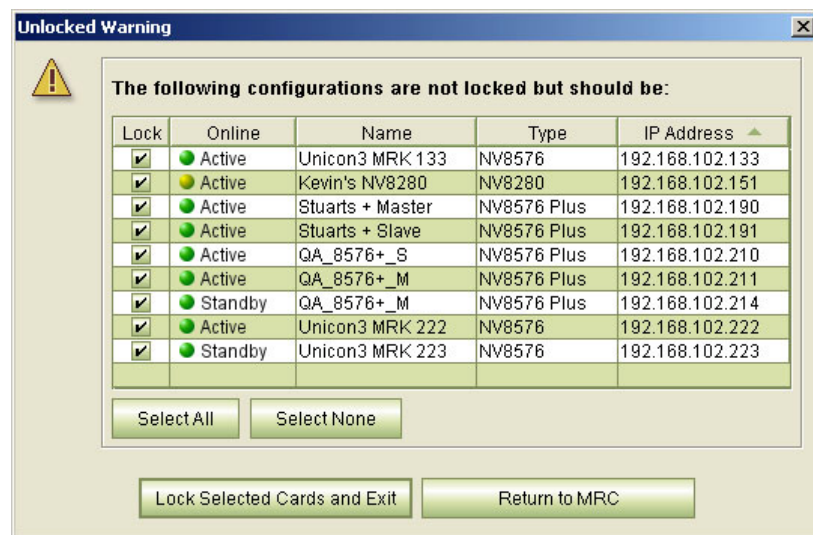 Unlocked Warning
The following configurations are not locked but should be:
Lock Online Name Type IP Address
Active Unicon3 MRK 133 NV8576 192.168.102.133
Active Kevin's NV8280 NV8280 192.168.102.151
Active Stuarts + Master NV8576 Plus 192.168.102.190
Active Stuarts + Slave NV8576 Plus 192.168.102.191
Active QA_8576+_S NV8576 Plus 192.168.102.210
Active QA_8576+_M NV8576 Plus 192.168.102.211
Standby QA_8576+_M NV8576 Plus 192.168.102.214
Active Unicon3 MRK 222 NV8576 192.168.102.222
Standby Unicon3 MRK 223 NV8576 192.168.102.223
Select All Select None
Lock Selected Cards and Exit Return to MRC